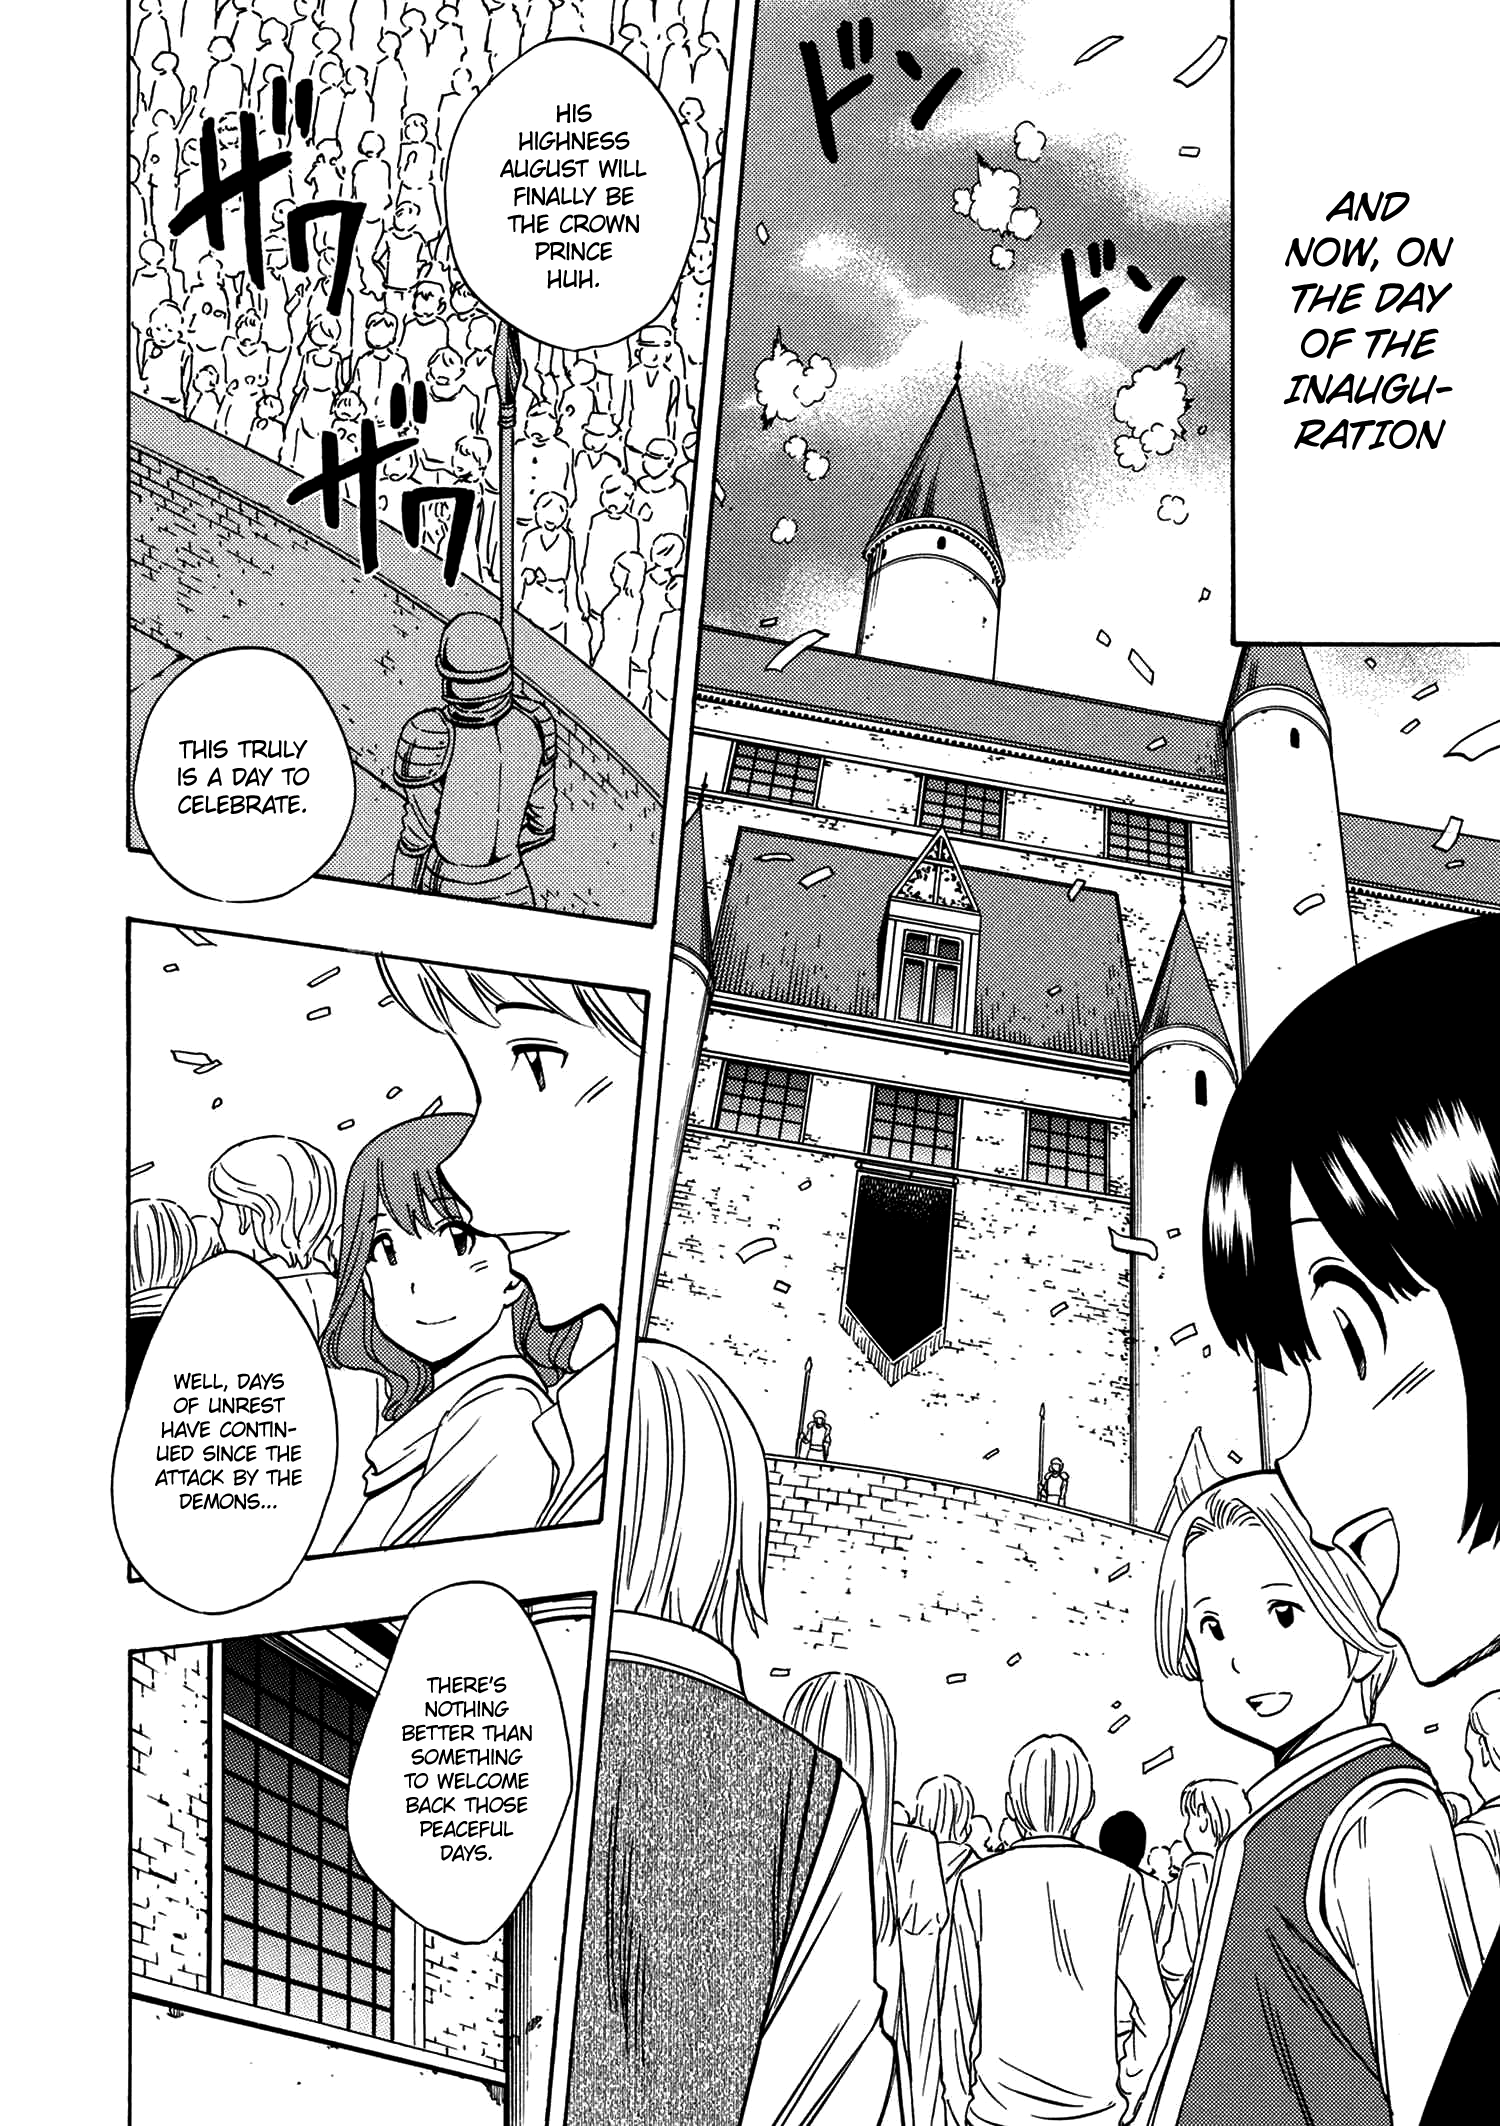 AND
NOW, ON
THE DAY
OF THE
INAUGU-
RATION
ドン
ドン
HIS
HIGHNESS
AUGUST WILL
FINALLY BE
THE CROWN
PRINCE
HUH.
ザワ
ザワ
THIS TRULY
IS A DAY TO
CELEBRATE.
WELL, DAYS
OF UNREST
HAVE CONTIN-
UED SINCE THE
ATTACK BY THE
DEMONS...
THERE'S
NOTHING
BETTER THAN
SOMETHING
TO WELCOME
BACK THOSE
PEACEFUL
DAYS.